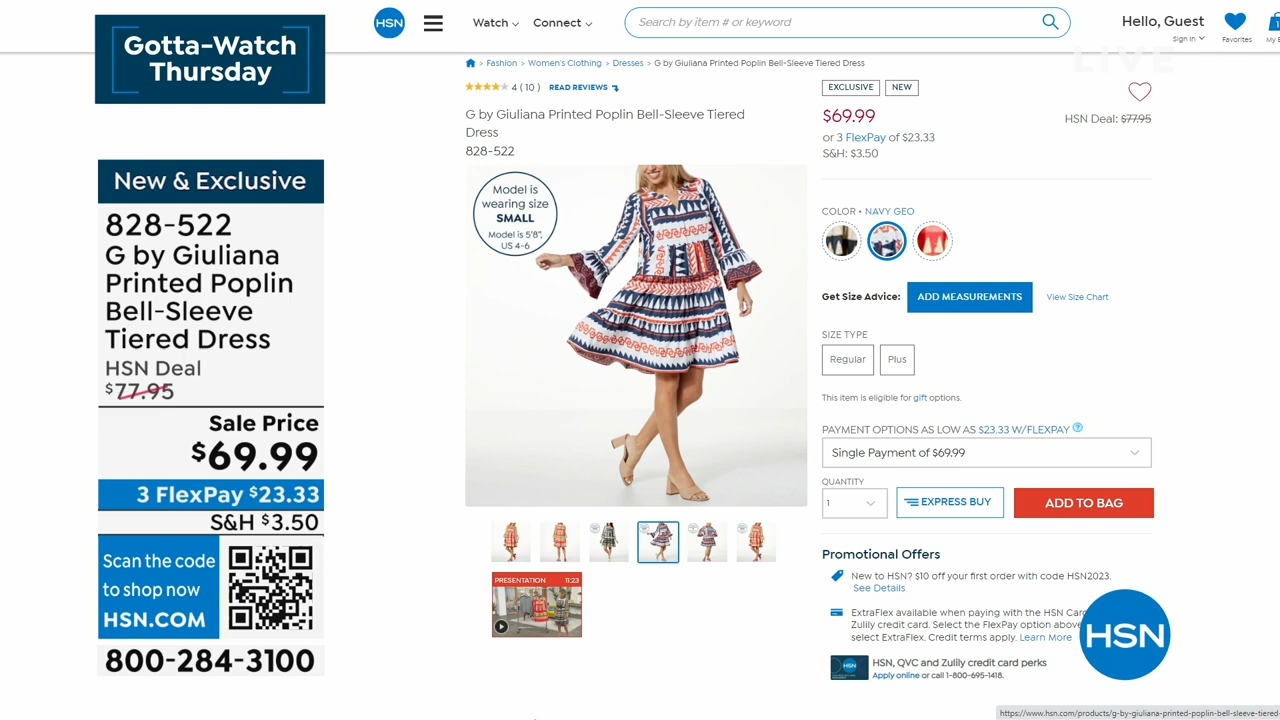 Gotta-Watch
Thursday
New & Exclusive
828-522
G by Giuliana
Printed Poplin
Bell-Sleeve
Tiered Dress
HSN Deal
$77.95
Sale Price
$69.99
3 FlexPay $23.33
S&H $3.50
Scan the code
to shop now
HSN.COM
800-284-3100
HSN
Watch
Connect
Search by item # or keyword
Hello, Guest
Sign In
Favorites
My B
LIVE
> Fashion > Women's Clothing > Dresses > G by Giuliana Printed Poplin Bell-Sleeve Tiered Dress
4 ( 10 ) READ REVIEWS
G by Giuliana Printed Poplin Bell-Sleeve Tiered
Dress
828-522
Model is
wearing size
SMALL
Model is 5'8",
US 4-6
PRESENTATION 11:23
EXCLUSIVE NEW
$69.99
HSN Deal: $77.95
or 3 FlexPay of $23.33
S&H: $3.50
COLOR • NAVY GEO
Get Size Advice: ADD MEASUREMENTS View Size Chart
SIZE TYPE
Regular Plus
This item is eligible for gift options.
PAYMENT OPTIONS AS LOW AS $23.33 W/FLEXPAY ?
Single Payment of $69.99
QUANTITY
1
EXPRESS BUY
ADD TO BAG
Promotional Offers
New to HSN? $10 off your first order with code HSN2023.
See Details
ExtraFlex available when paying with the HSN Card
Zulily credit card. Select the FlexPay option above
select ExtraFlex. Credit terms apply. Learn More
HSN
HSN
HSN, QVC and Zulily credit card perks
Apply online or call 1-800-695-1418.
https://www.hsn.com/products/g-by-giuliana-printed-poplin-bell-sleeve-tiered-